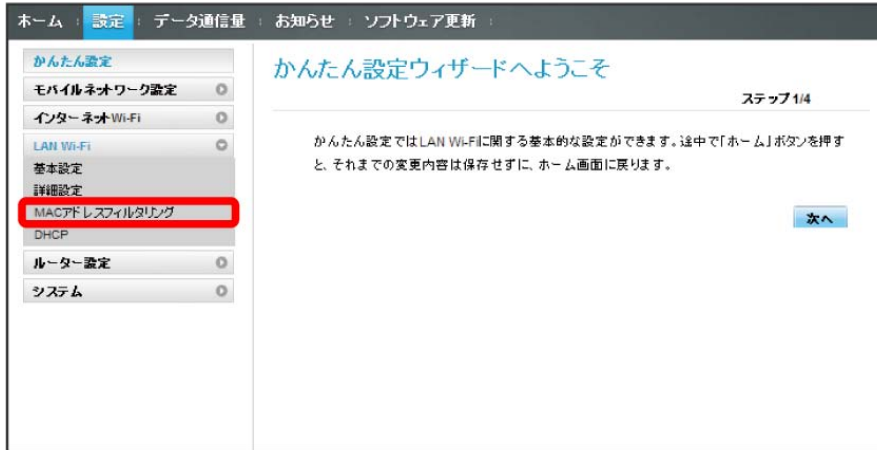 ホーム 設定 データ通信量 お知らせ ソフトウェア更新
かんたん設定
モバイルネットワーク設定
インターネットWi-Fi
LAN Wi-Fi
基本設定
詳細設定
MACアドレスフィルタリング
DHCP
ルーター設定
システム
かんたん設定ウィザードへようこそ
ステップ1/4
かんたん設定ではLAN Wi-Fiに関する基本的な設定ができます。途中で「ホーム」ボタンを押す
と、それまでの変更内容は保存せずに、ホーム画面に戻ります。
次へ